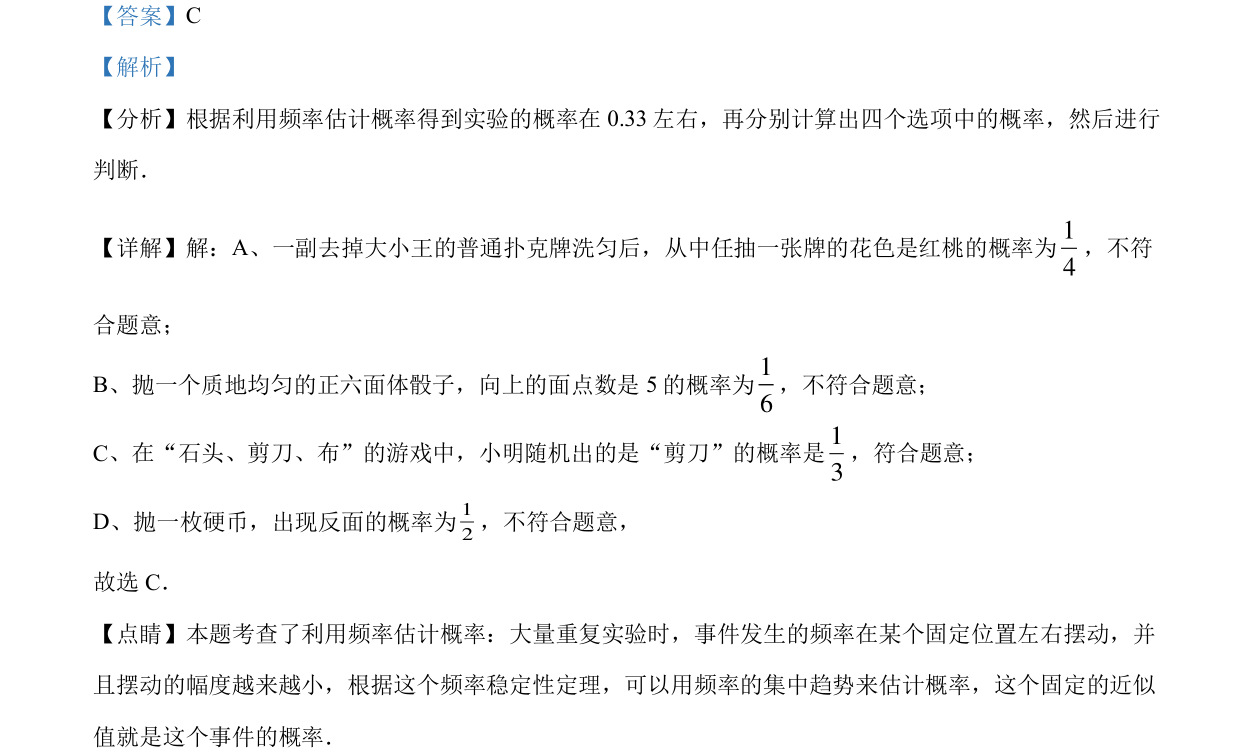 【答案】C
【解析】
【分析】根据利用频率估计概率得到实验的概率在 0.33 左右，再分别计算出四个选项中的概率，然后进行
判断．
【详解】解：A、一副去掉大小王的普通扑克牌洗匀后，从中任抽一张牌的花色是红桃的概率为 1/4 ，不符
合题意；
B、抛一个质地均匀的正六面体骰子，向上的面点数是 5 的概率为 1/6 ，不符合题意；
C、在“石头、剪刀、布”的游戏中，小明随机出的是“剪刀”的概率是 1/3 ，符合题意；
D、抛一枚硬币，出现反面的概率为 1/2 ，不符合题意，
故选 C．
【点睛】本题考查了利用频率估计概率：大量重复实验时，事件发生的频率在某个固定位置左右摆动，并
且摆动的幅度越来越小，根据这个频率稳定性定理，可以用频率的集中趋势来估计概率，这个固定的近似
值就是这个事件的概率．